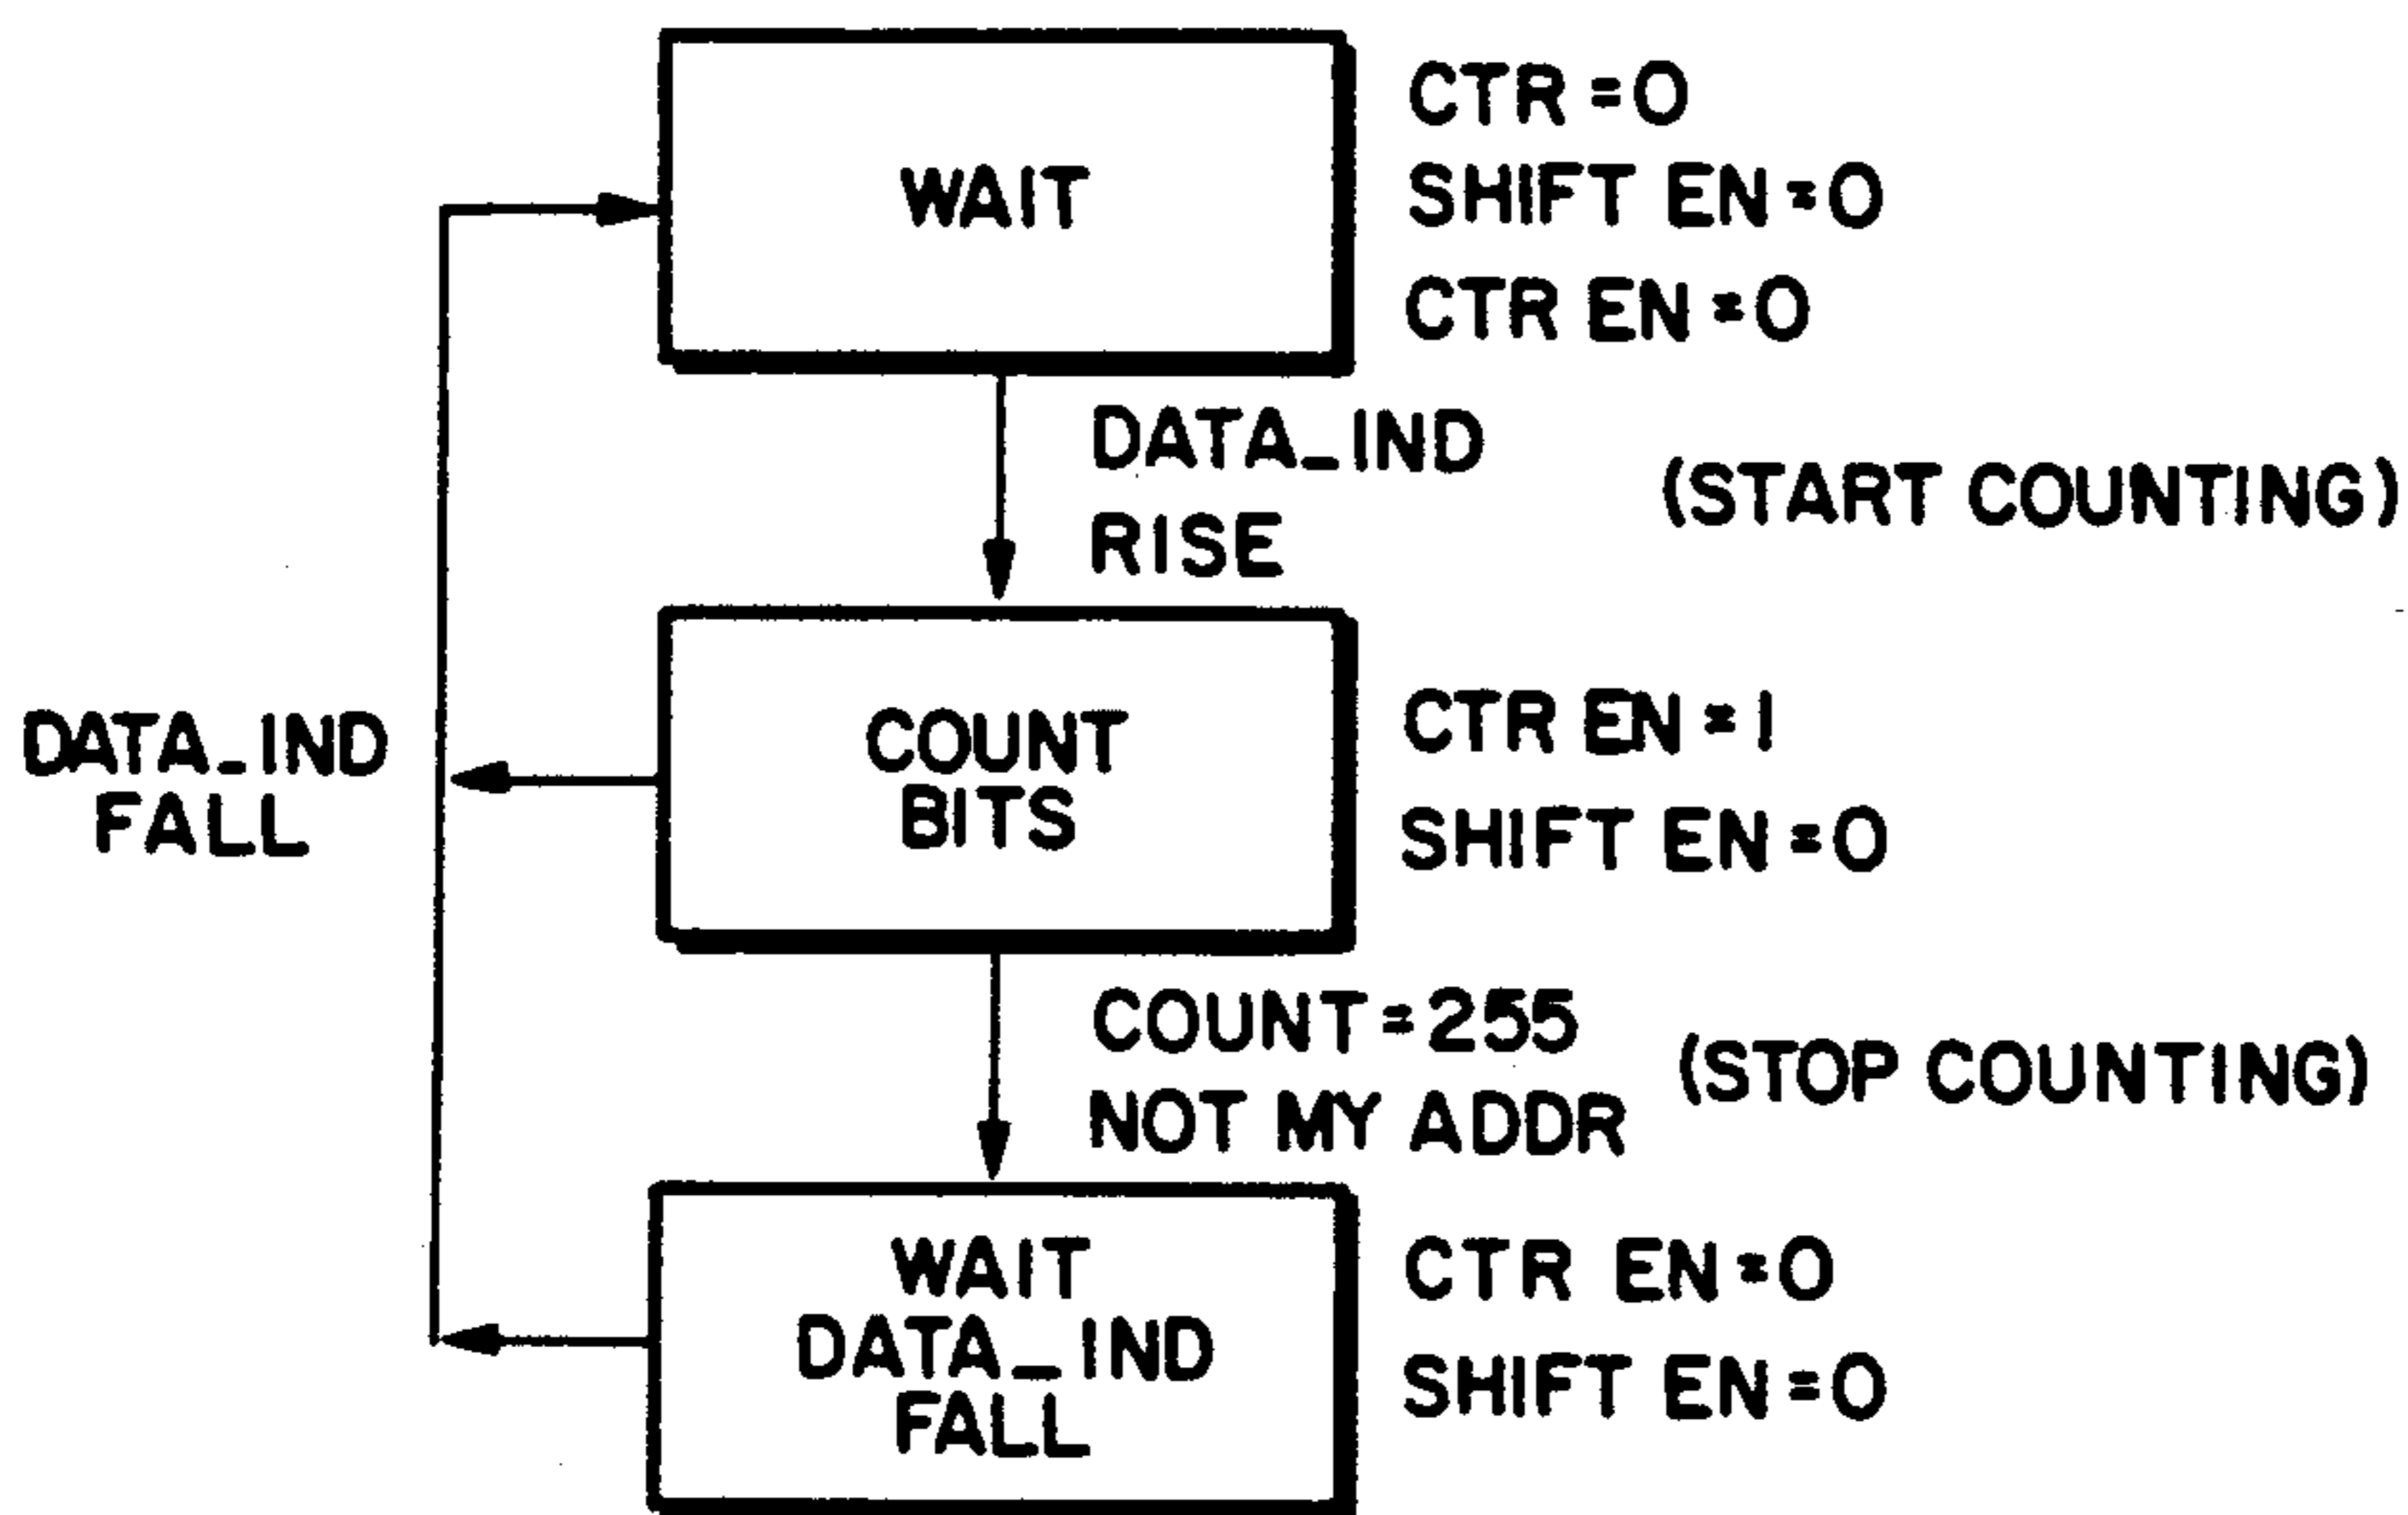 CTR = 0
WAIT
SHIFT EN = 0
CTR EN = 0
DATA_IND
(START COUNTING)
RISE
CTR EN = 1
DATA_IND
COUNT
FALL
BITS
SHIFT EN = 0
COUNT = 255
(STOP COUNTING)
NOT MY ADDR
WAIT
CTR EN = 0
DATA_IND
SHIFT EN = 0
FALL